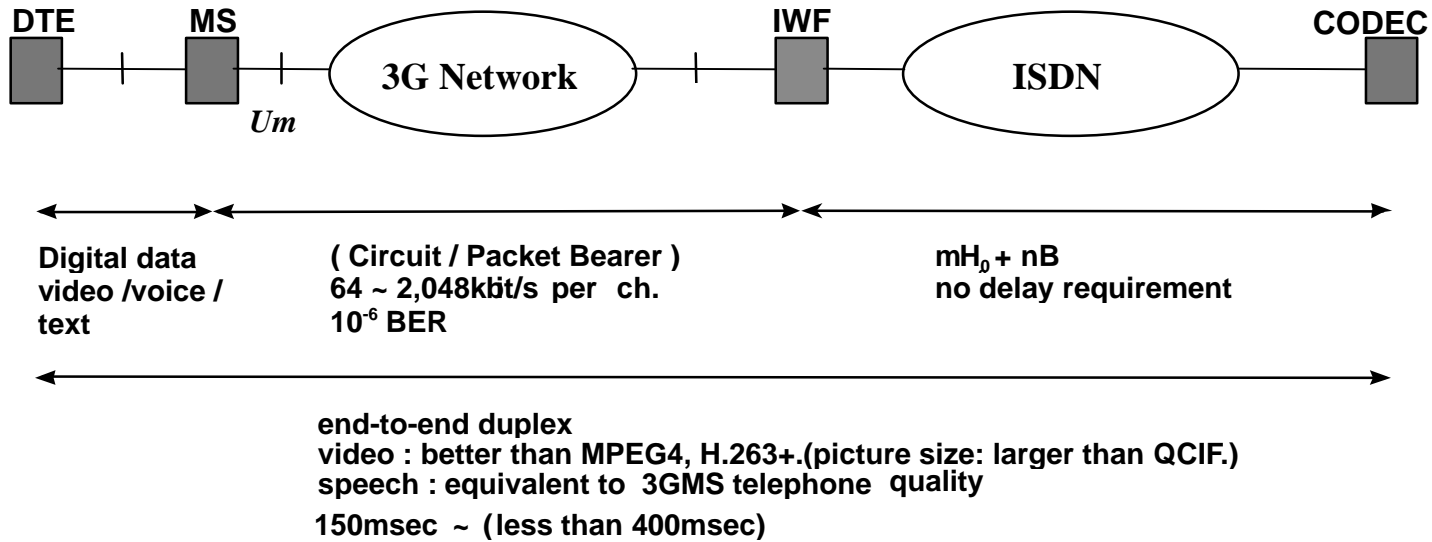 DTE MS IWF CODEC
3G Network ISDN
Um
Digital data
video /voice /
text
( Circuit / Packet Bearer )
64 ~ 2,048kbit/s per ch.
10-6 BER
mH0 + nB
no delay requirement
end-to-end duplex
video : better than MPEG4, H.263+.(picture size: larger than QCIF.)
speech : equivalent to 3GMS telephone quality
150msec ~ (less than 400msec)